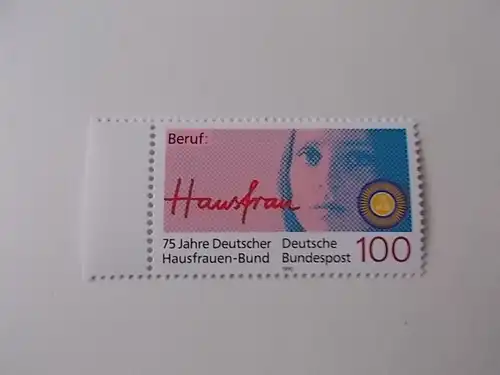 Beruf:
Hausfrau
75 Jahre Deutscher
Hausfrauen-Bund
Deutsche
Bundespost
100